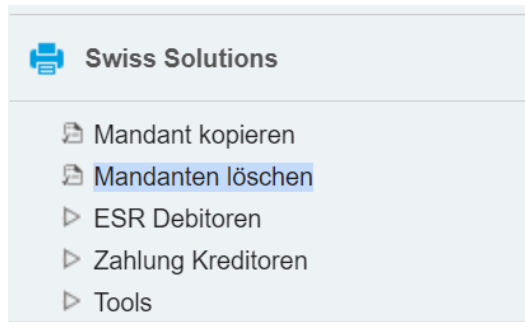 Swiss Solutions
Mandant kopieren
Mandanten löschen
ESR Debitoren
Zahlung Kreditoren
Tools